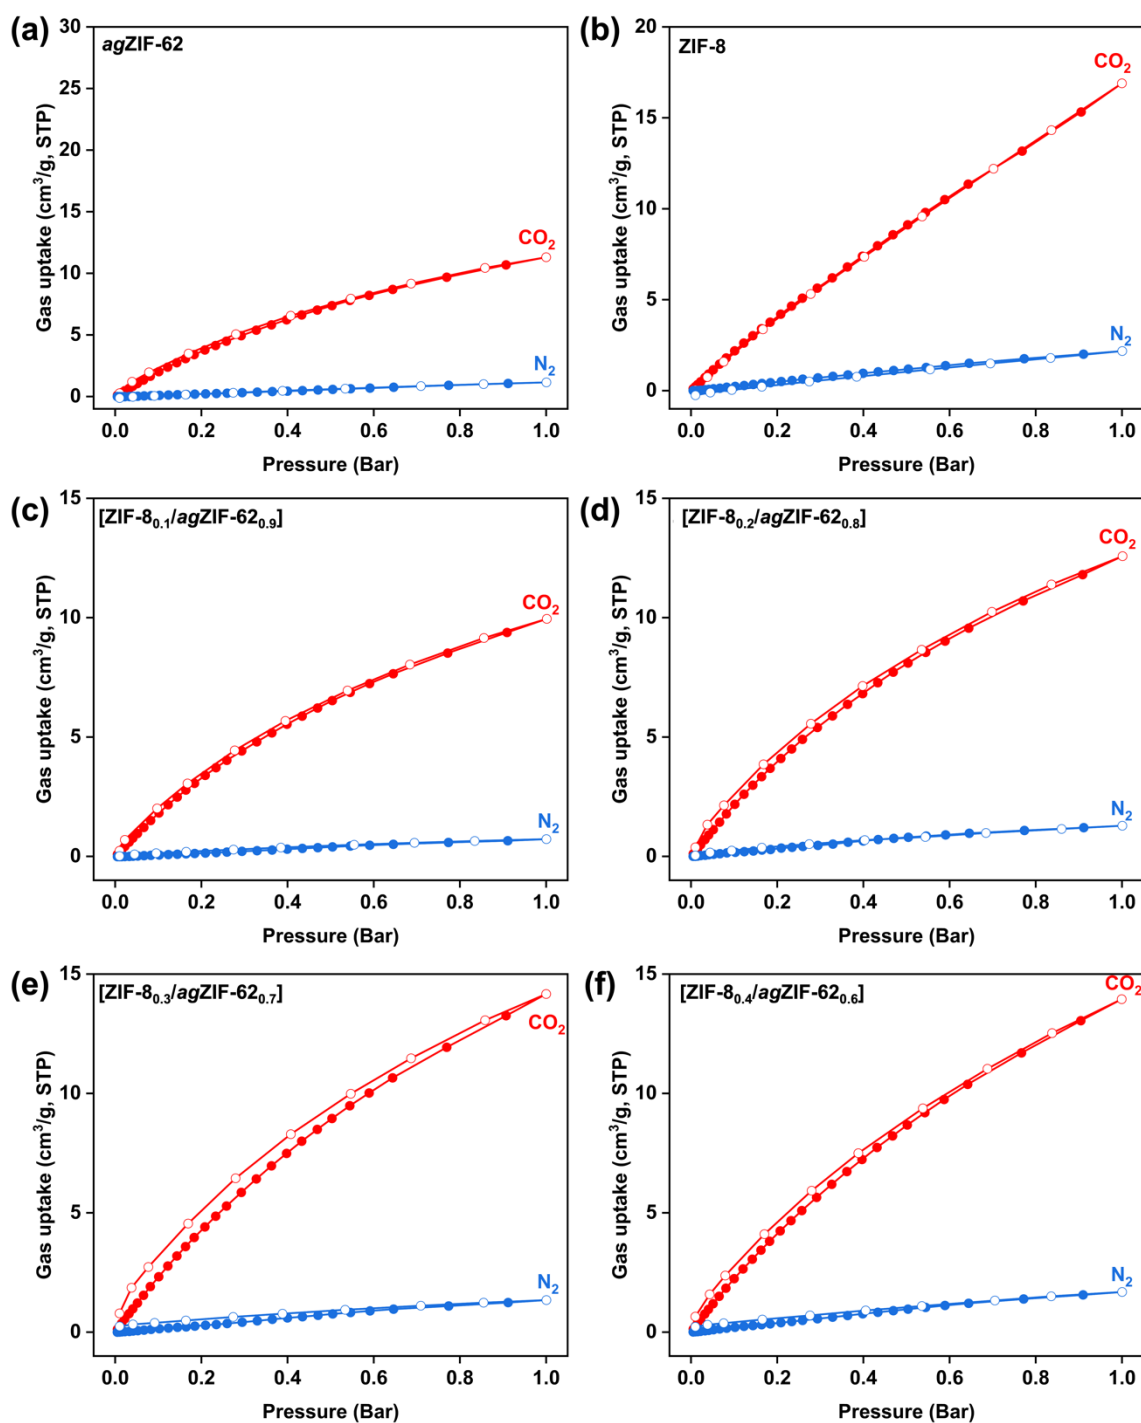 (a)
agZIF-62
Gas uptake (cm³/g, STP)
30
25
20
15
10
5
0
CO₂
N₂
0.0 0.2 0.4 0.6 0.8 1.0
Pressure (Bar)
(b)
ZIF-8
Gas uptake (cm³/g, STP)
20
15
10
5
0
CO₂
N₂
0.0 0.2 0.4 0.6 0.8 1.0
Pressure (Bar)
(c)
[ZIF-8₀.₁/agZIF-62₀.₉]
Gas uptake (cm³/g, STP)
15
10
5
0
CO₂
N₂
0.0 0.2 0.4 0.6 0.8 1.0
Pressure (Bar)
(d)
[ZIF-8₀.₂/agZIF-62₀.₈]
Gas uptake (cm³/g, STP)
15
10
5
0
CO₂
N₂
0.0 0.2 0.4 0.6 0.8 1.0
Pressure (Bar)
(e)
[ZIF-8₀.₃/agZIF-62₀.₇]
Gas uptake (cm³/g, STP)
15
10
5
0
CO₂
N₂
0.0 0.2 0.4 0.6 0.8 1.0
Pressure (Bar)
(f)
[ZIF-8₀.₄/agZIF-62₀.₆]
Gas uptake (cm³/g, STP)
15
10
5
0
CO₂
N₂
0.0 0.2 0.4 0.6 0.8 1.0
Pressure (Bar)